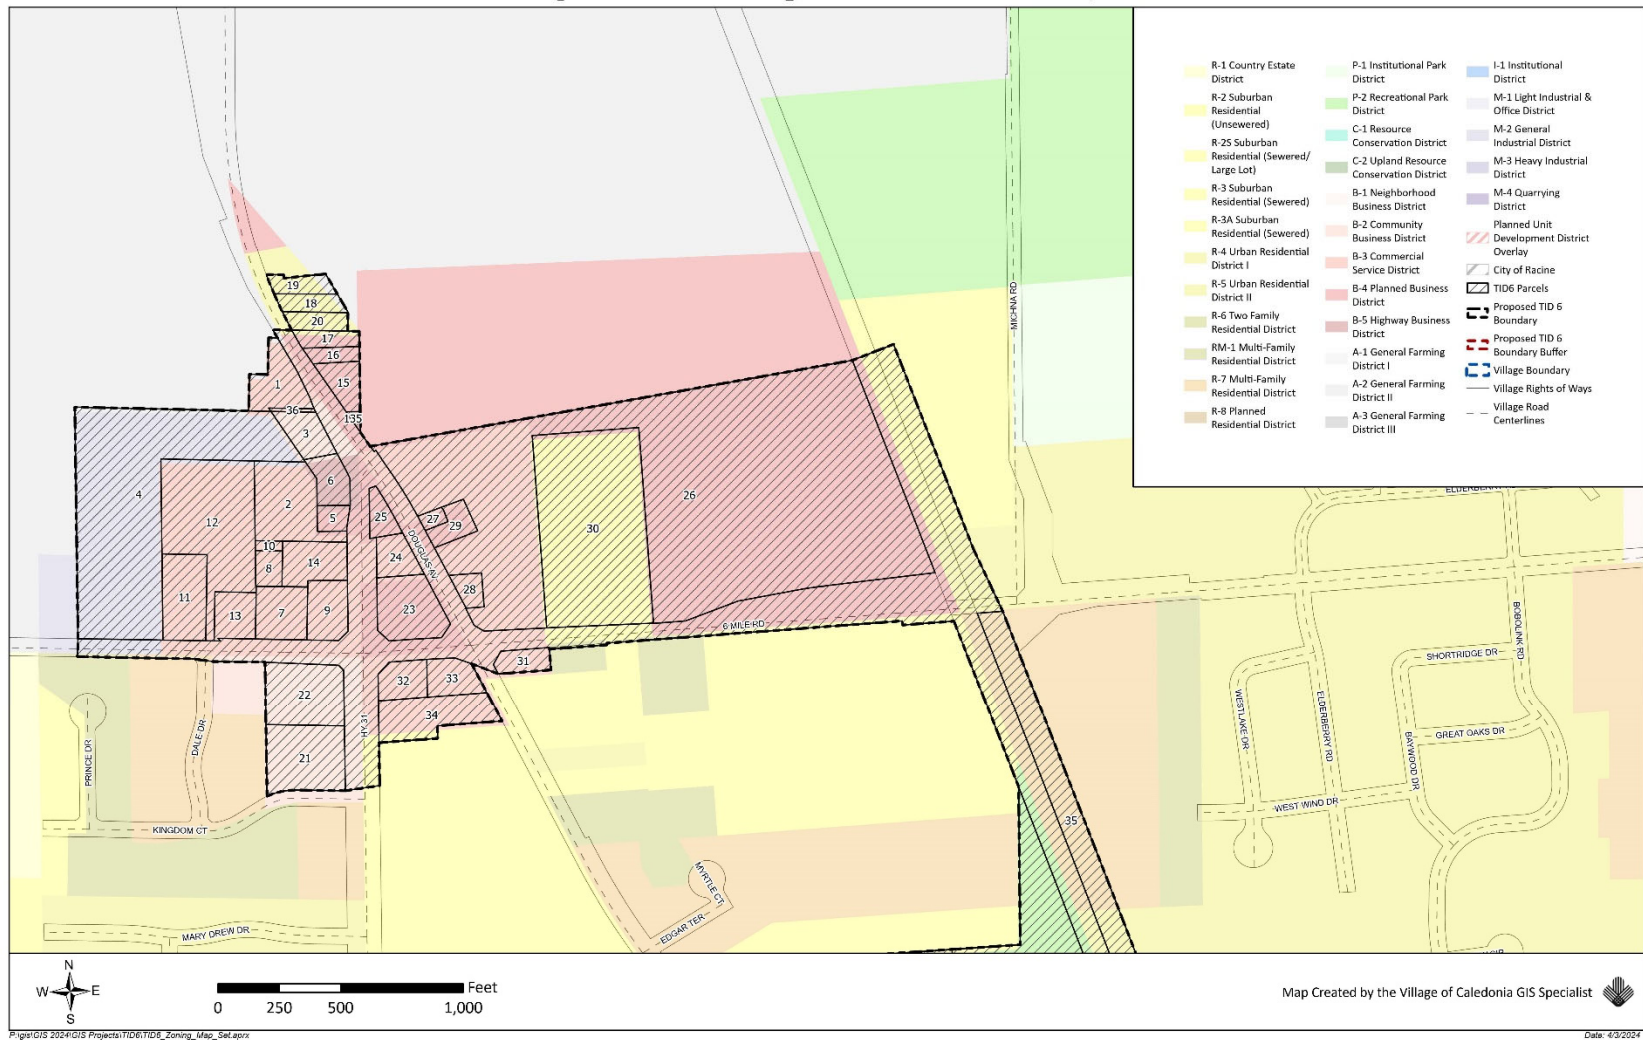 R-1 Country Estate
District
R-2 Suburban
Residential
(Unsewered)
R-2S Suburban
Residential (Sewered/
Large Lot)
R-3 Suburban
Residential (Sewered)
R-3A Suburban
Residential (Sewered)
R-4 Urban Residential
District I
R-5 Urban Residential
District II
R-6 Two Family
Residential District
RM-1 Multi-Family
Residential District
R-7 Multi-Family
Residential District
R-8 Planned
Residential District
P-1 Institutional Park
District
P-2 Recreational Park
District
C-1 Resource
Conservation District
C-2 Upland Resource
Conservation District
B-1 Neighborhood
Business District
B-2 Community
Business District
B-3 Commercial
Service District
B-4 Planned Business
District
B-5 Highway Business
District
A-1 General Farming
District I
A-2 General Farming
District II
A-3 General Farming
District III
I-1 Institutional
District
M-1 Light Industrial &
Office District
M-2 General
Industrial District
M-3 Heavy Industrial
District
M-4 Quarrying
District
Planned Unit
Development District
Overlay
City of Racine
TID6 Parcels
Proposed TID 6
Boundary
Proposed TID 6
Boundary Buffer
Village Boundary
Village Rights of Ways
Village Road
Centerlines
19
18
20
17
16
15
1
36
3
6
5
2
4
12
10
8
14
11
13
7
9
25
24
23
27
29
28
30
26
22
21
31
32
33
34
35
MICHNA RD
DOUGLAS AV
6 MILE RD
HY 31
PRINCE DR
DALE DR
KINGDOM CT
MARY DREW DR
MYRTLE CT
EDGAR TER
WESTLAKE DR
ELDERBERRY RD
BAYWOOD DR
WEST WIND DR
SHORTRIDGE DR
GREAT OAKS DR
BOBOLINK RD
N
W E
S
Feet
0 250 500 1,000
Map Created by the Village of Caledonia GIS Specialist
P:\gis\GIS 2024\GIS Projects\TID6\TID6_Zoning_Map_Set.aprx
Date: 4/3/2024